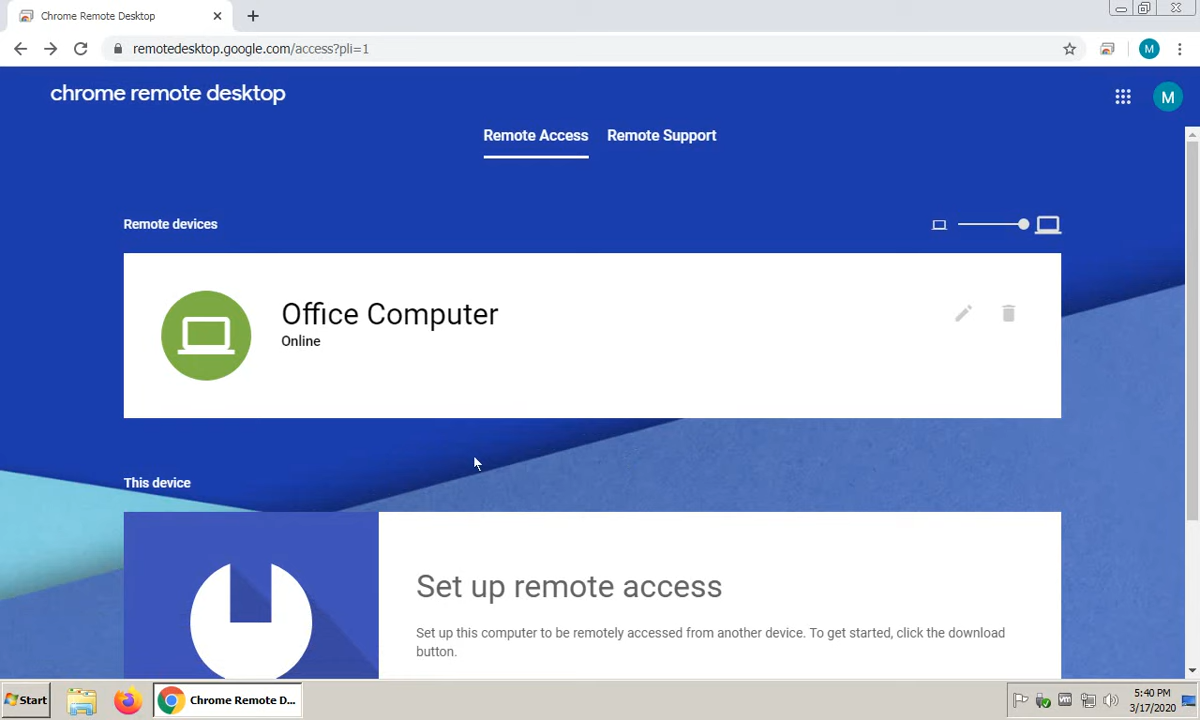 Chrome Remote Desktop
remotedesktop.google.com/access?pli=1
M
chrome remote desktop
M
Remote Access
Remote Support
Remote devices
Office Computer
Online
This device
Set up remote access
Set up this computer to be remotely accessed from another device. To get started, click the download
button.
Start
Chrome Remote D...
5:40 PM
3/17/2020